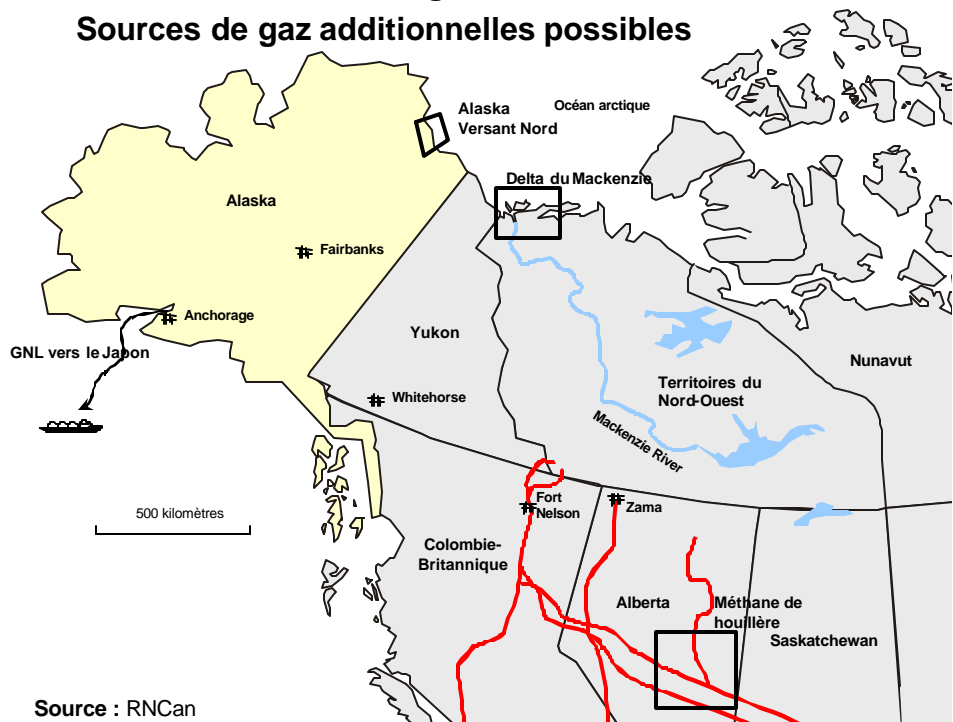 Sources de gaz additionnelles possibles
Alaska
Versant Nord
Océan arctique
Delta du Mackenzie
Alaska
Fairbanks
Anchorage
GNL vers le Japon
Yukon
Nunavut
Territoires du
Nord-Ouest
Whitehorse
Mackenzie River
Fort
Nelson
Zama
500 kilomètres
Colombie-
Britannique
Alberta
Méthane de
houillère
Saskatchewan
Source : RNCan